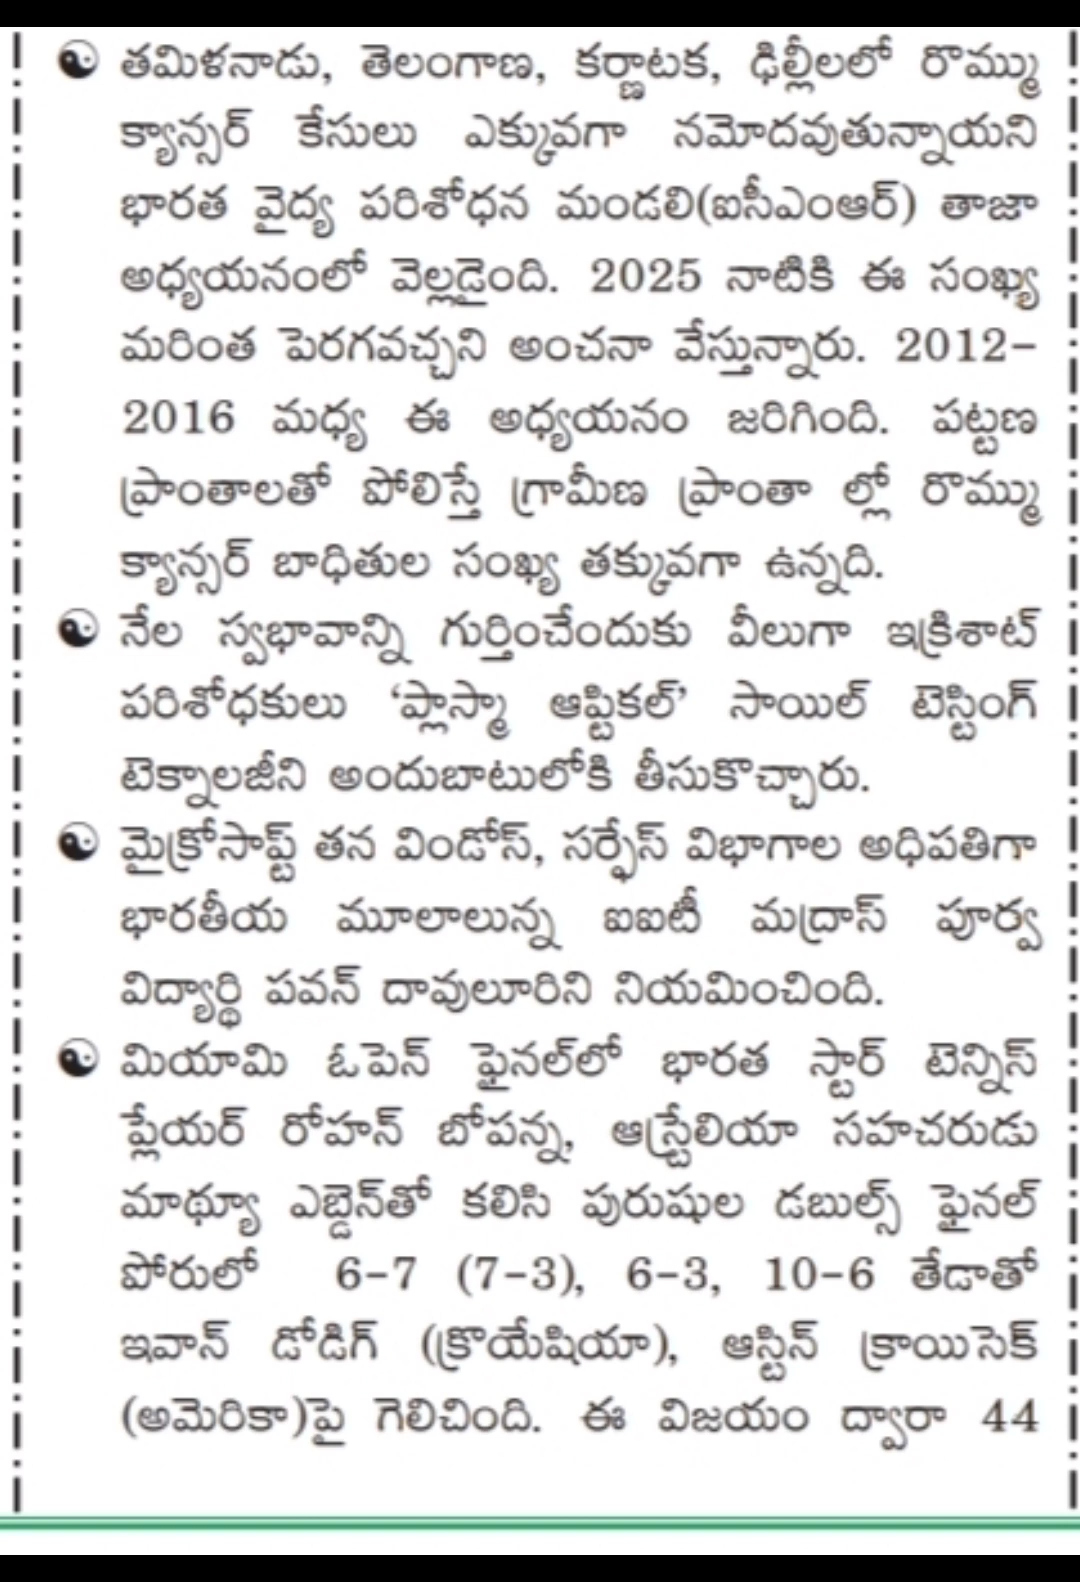 తమిళనాడు, తెలంగాణ, కర్ణాటక, ఢిల్లీలలో రొమ్ము
క్యాన్సర్ కేసులు ఎక్కువగా నమోదవుతున్నాయని
భారత వైద్య పరిశోధన మండలి(ఐసీఎంఆర్) తాజా
అధ్యయనంలో వెల్లడైంది. 2025 నాటికి ఈ సంఖ్య
మరింత పెరగవచ్చని అంచనా వేస్తున్నారు. 2012-
2016 మధ్య ఈ అధ్యయనం జరిగింది. పట్టణ
ప్రాంతాలతో పోలిస్తే గ్రామీణ ప్రాంతా ల్లో రొమ్ము
క్యాన్సర్ బాధితుల సంఖ్య తక్కువగా ఉన్నది.
నేల స్వభావాన్ని గుర్తించేందుకు వీలుగా ఇక్రిశాట్
పరిశోధకులు ‘ప్లాస్మా ఆప్టికల్’ సాయిల్ టెస్టింగ్
టెక్నాలజీని అందుబాటులోకి తీసుకొచ్చారు.
మైక్రోసాఫ్ట్ తన విండోస్, సర్ఫేస్ విభాగాల అధిపతిగా
భారతీయ మూలాలున్న ఐఐటీ మద్రాస్ పూర్వ
విద్యార్థి పవన్ దావులూరిని నియమించింది.
మియామి ఓపెన్ ఫైనల్‌లో భారత స్టార్ టెన్నిస్
ప్లేయర్ రోహన్ బోపన్న, ఆస్ట్రేలియా సహచరుడు
మాథ్యూ ఎబ్డెన్‌తో కలిసి పురుషుల డబుల్స్ ఫైనల్
పోరులో 6-7 (7-3), 6-3, 10-6 తేడాతో
ఇవాన్ డోడిగ్ (క్రొయేషియా), ఆస్టిన్ క్రాయిసెక్
(అమెరికా)పై గెలిచింది. ఈ విజయం ద్వారా 44